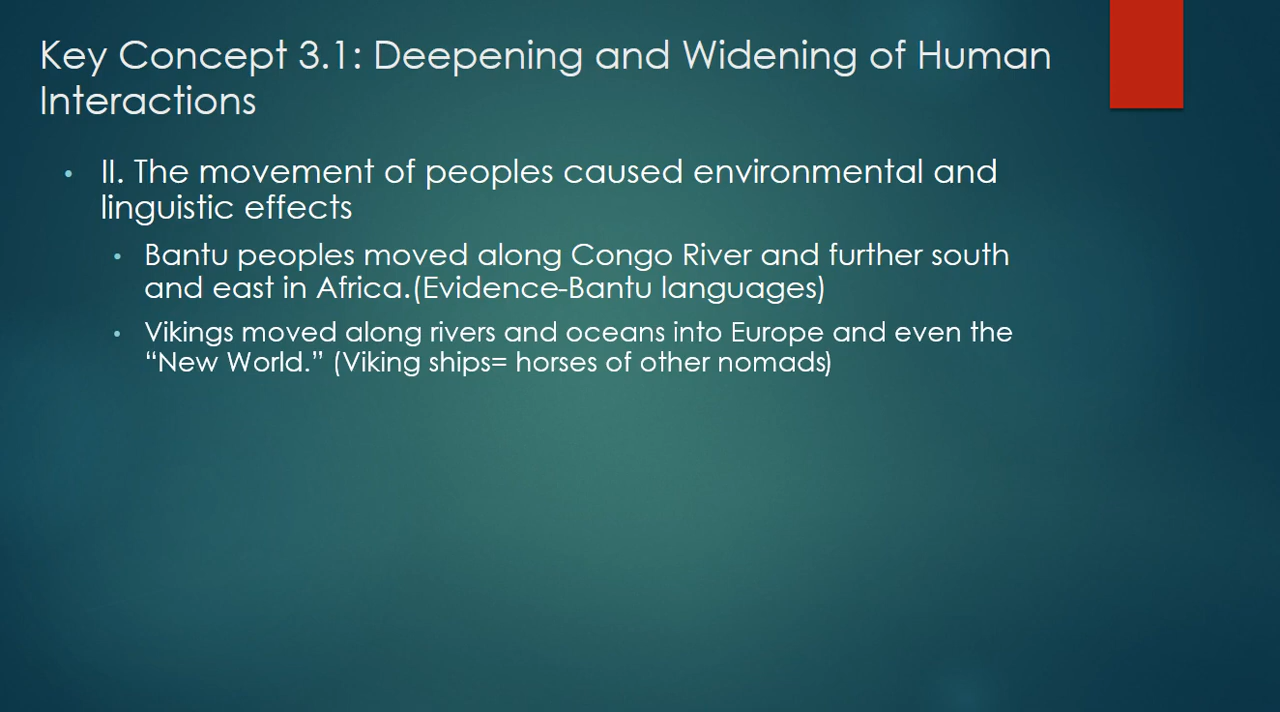 Key Concept 3.1: Deepening and Widening of Human
Interactions
• II. The movement of peoples caused environmental and
linguistic effects
• Bantu peoples moved along Congo River and further south
and east in Africa.(Evidence-Bantu languages)
• Vikings moved along rivers and oceans into Europe and even the
“New World.” (Viking ships= horses of other nomads)